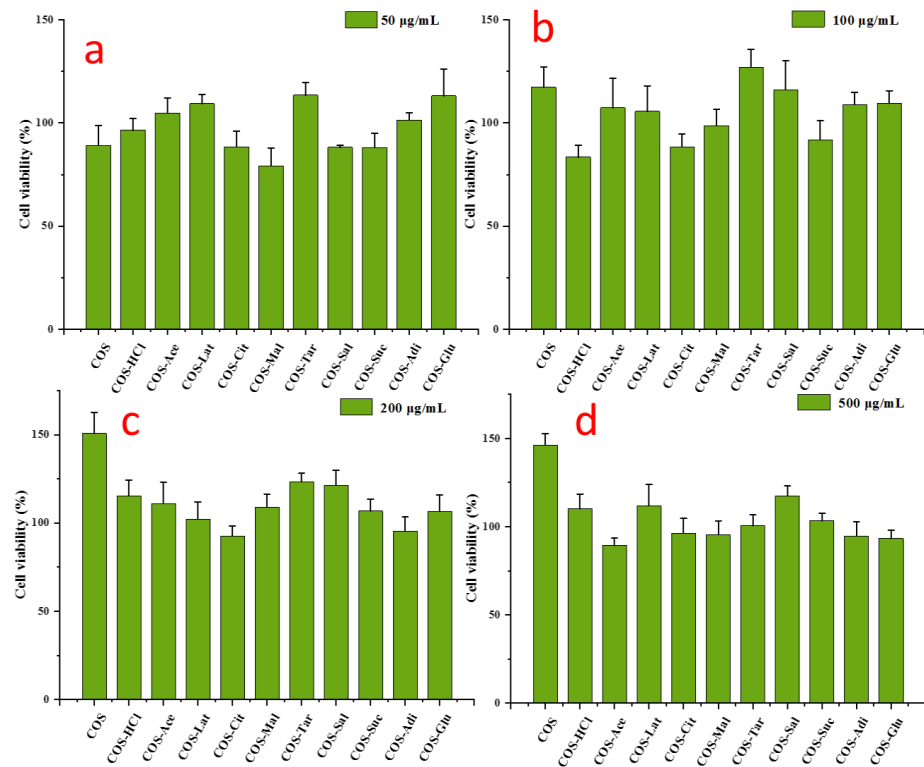 a
50 μg/mL
Cell viability (%)
150
100
50
0
COS
COS-HCl
COS-Ace
COS-Lat
COS-Cit
COS-Mal
COS-Tar
COS-Sal
COS-Suc
COS-Adi
COS-Glu
b
100 μg/mL
Cell viability (%)
150
100
50
0
COS
COS-HCl
COS-Ace
COS-Lat
COS-Cit
COS-Mal
COS-Tar
COS-Sal
COS-Suc
COS-Adi
COS-Glu
c
200 μg/mL
Cell viability (%)
150
100
50
0
COS
COS-HCl
COS-Ace
COS-Lat
COS-Cit
COS-Mal
COS-Tar
COS-Sal
COS-Suc
COS-Adi
COS-Glu
d
500 μg/mL
Cell viability (%)
150
100
50
0
COS
COS-HCl
COS-Ace
COS-Lat
COS-Cit
COS-Mal
COS-Tar
COS-Sal
COS-Suc
COS-Adi
COS-Glu